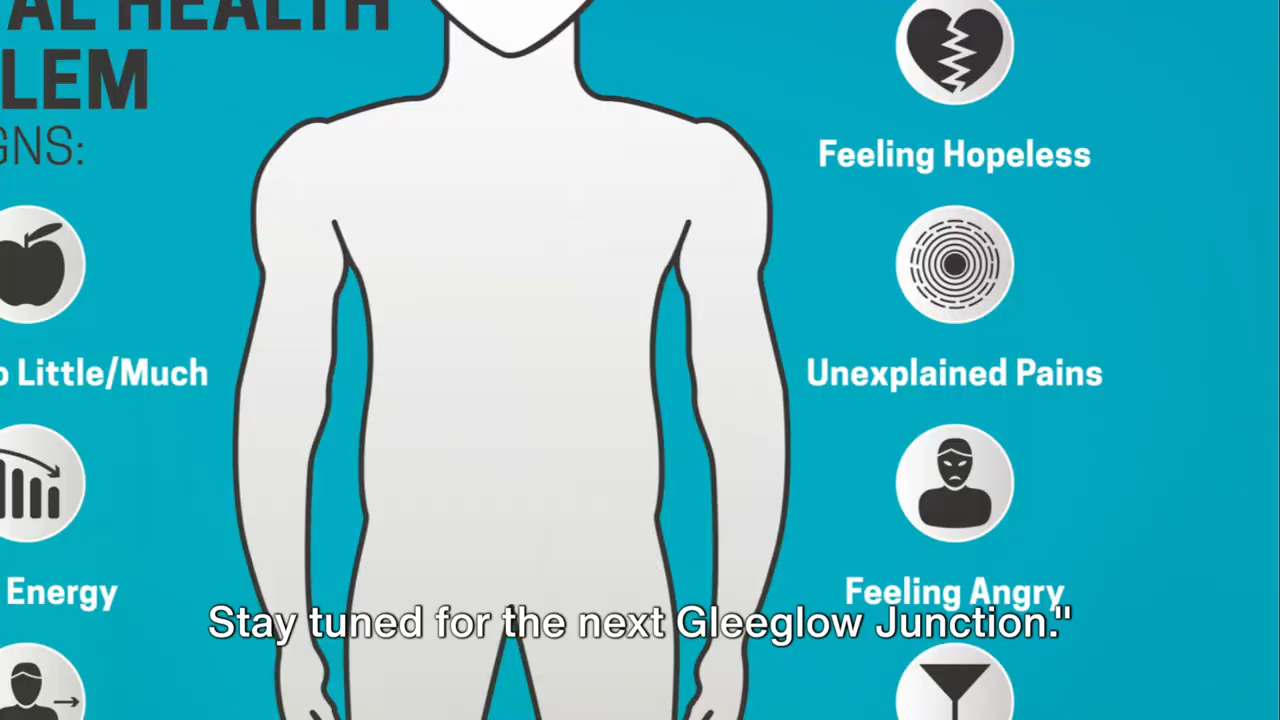 AL HEALTH
LEM
GNS:
Feeling Hopeless
Little/Much
Unexplained Pains
Energy
Feeling Angry
Stay tuned for the next Gleeglow Junction."